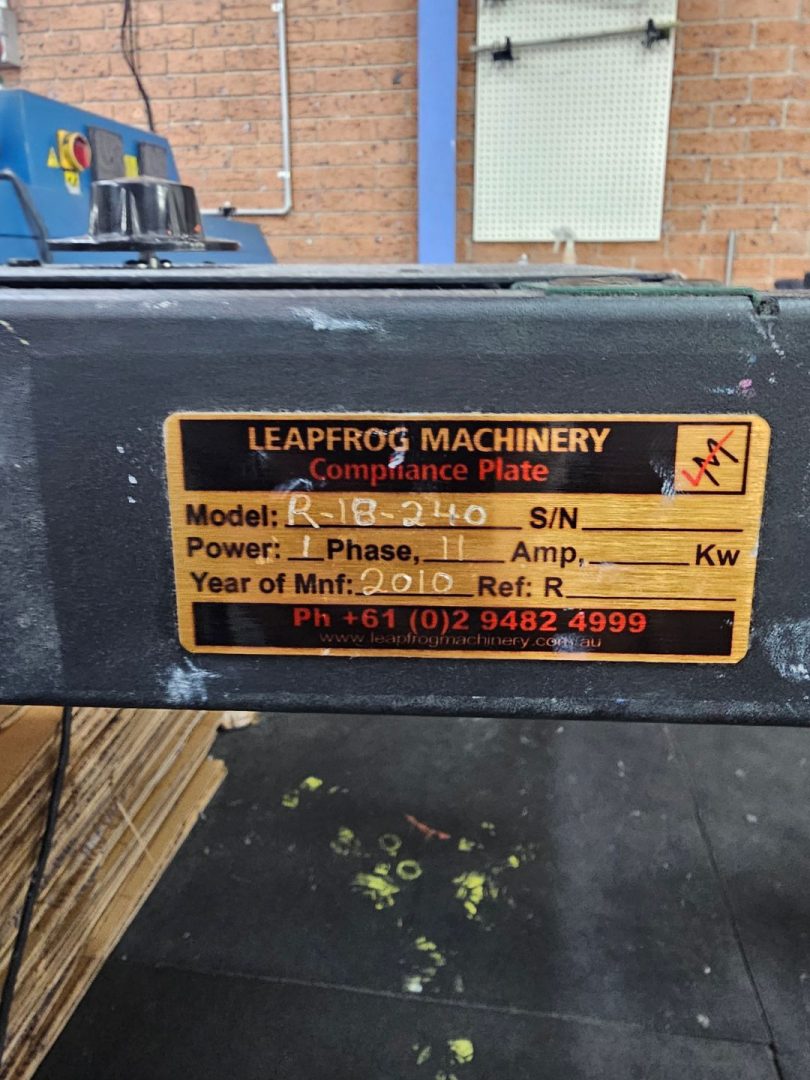 LEAPFROG MACHINERY
Compliance Plate
LM
Model: R-18-240 S/N
Power: 1 Phase, 11 Amp, Kw
Year of Mnf: 2010 Ref: R
Ph +61 (0)2 9482 4999
www.leapfrogmachinery.com.au